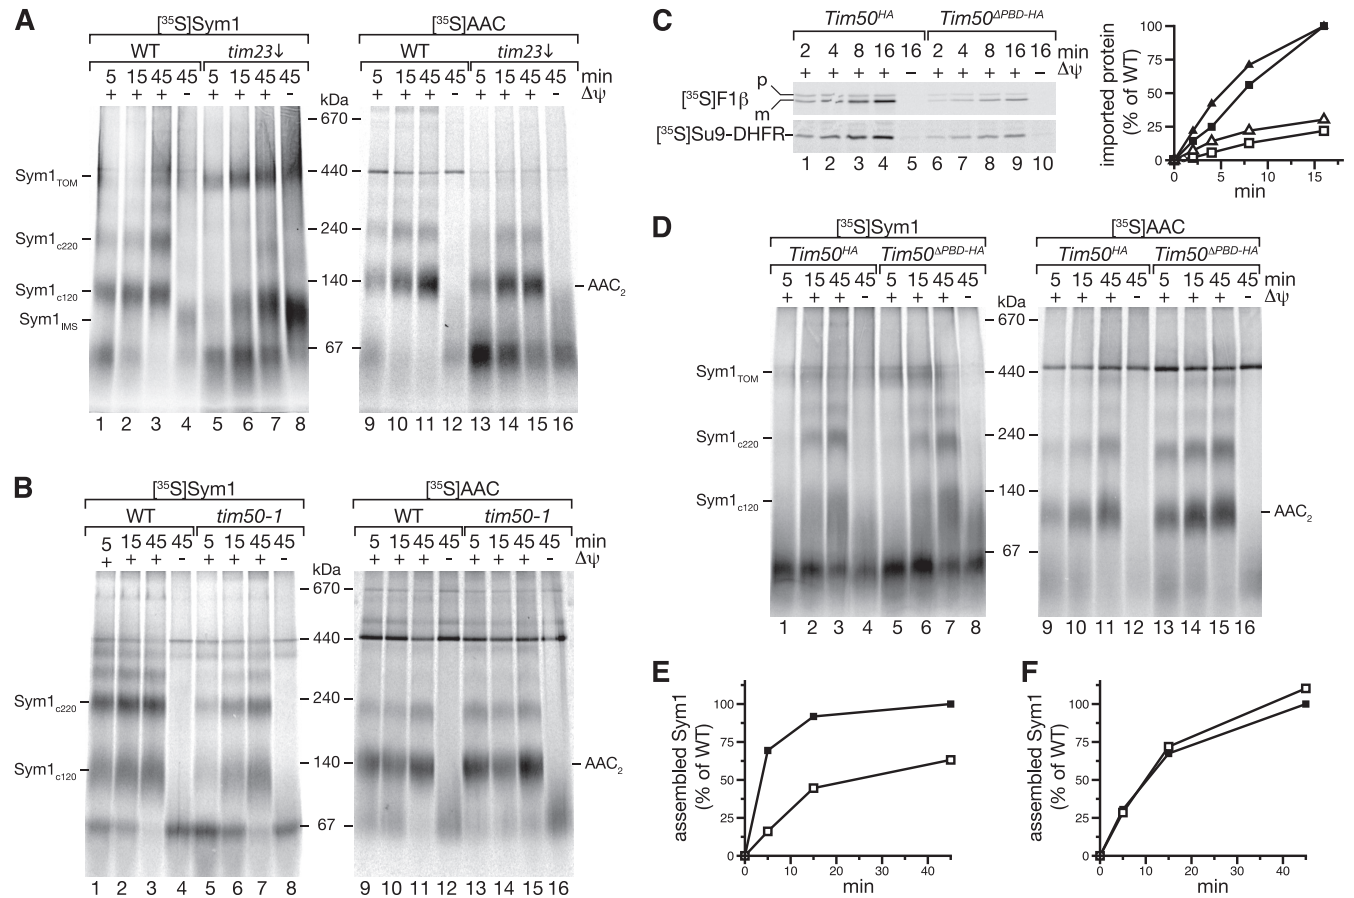 A
[35S]Sym1 [35S]AAC
WT tim23↓ WT tim23↓
5 15 45 45 5 15 45 45 5 15 45 45 5 15 45 45 min
+ + + - + + + - + + + - + + + - Δψ
kDa
670
Sym1TOM 440
Sym1c220 240
Sym1c120 140 AAC2
Sym1IMS
67
1 2 3 4 5 6 7 8 9 10 11 12 13 14 15 16
B
[35S]Sym1 [35S]AAC
WT tim50-1 WT tim50-1
5 15 45 45 5 15 45 45 5 15 45 45 5 15 45 45 min
+ + + - + + + - + + + - + + + - Δψ
kDa
670
440
Sym1c220 240
Sym1c120 140 AAC2
67
1 2 3 4 5 6 7 8 9 10 11 12 13 14 15 16
C
Tim50HA Tim50ΔPBD-HA
2 4 8 16 16 2 4 8 16 16 min
+ + + + − + + + + − Δψ
p
[35S]F1β
m
[35S]Su9-DHFR
1 2 3 4 5 6 7 8 9 10
imported protein
(% of WT)
100
75
50
25
0
0 5 10 15
min
D
[35S]Sym1 [35S]AAC
Tim50HA Tim50ΔPBD-HA Tim50HA Tim50ΔPBD-HA
5 15 45 45 5 15 45 45 5 15 45 45 5 15 45 45 min
+ + + - + + + - + + + - + + + - Δψ
kDa
670
Sym1TOM 440
Sym1c220 240
Sym1c120 140 AAC2
67
1 2 3 4 5 6 7 8 9 10 11 12 13 14 15 16
E
assembled Sym1
(% of WT)
100
75
50
25
0
0 10 20 30 40
min
F
assembled Sym1
(% of WT)
100
75
50
25
0
0 10 20 30 40
min